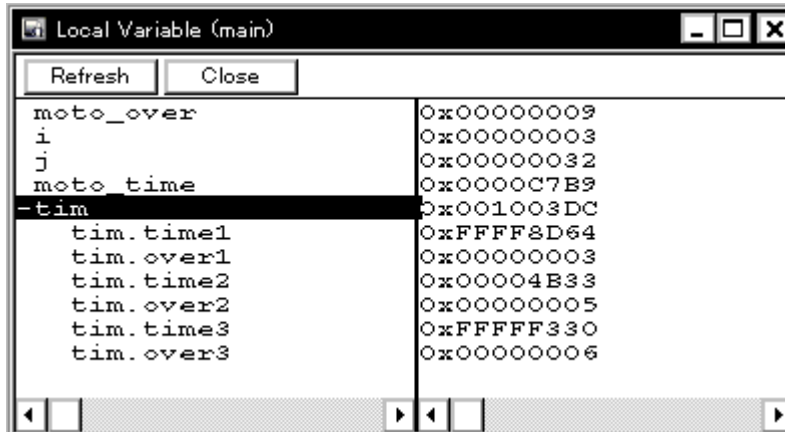 Local Variable (main)
Refresh Close
moto_over 0x00000009
i 0x00000003
j 0x00000032
moto_time 0x0000C7B9
-tim 0x001003DC
tim.time1 0xFFFF8D64
tim.over1 0x00000003
tim.time2 0x00004B33
tim.over2 0x00000005
tim.time3 0xFFFFF330
tim.over3 0x00000006